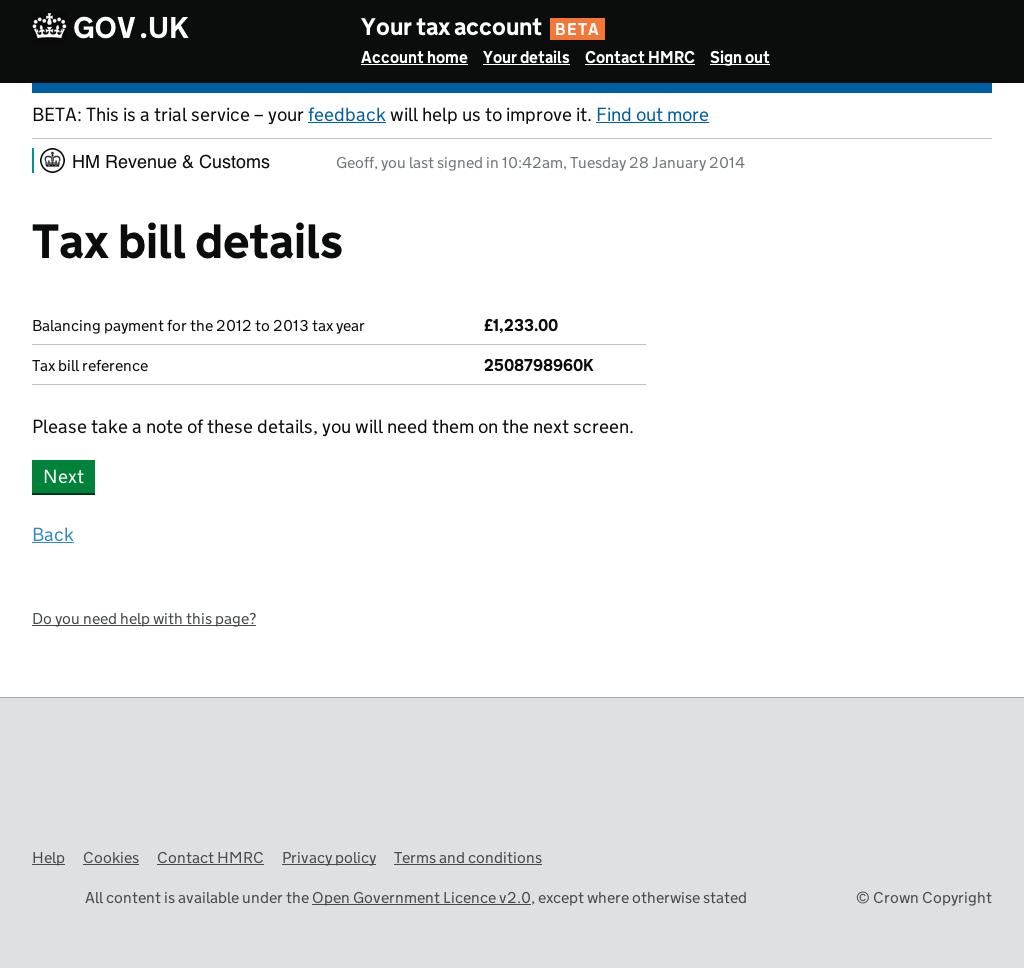 GOV.UK
Your tax account BETA
Account home Your details Contact HMRC Sign out
BETA: This is a trial service – your feedback will help us to improve it. Find out more
HM Revenue & Customs
Geoff, you last signed in 10:42am, Tuesday 28 January 2014
Tax bill details
Balancing payment for the 2012 to 2013 tax year £1,233.00
Tax bill reference 2508798960K
Please take a note of these details, you will need them on the next screen.
Next
Back
Do you need help with this page?
Help Cookies Contact HMRC Privacy policy Terms and conditions
All content is available under the Open Government Licence v2.0, except where otherwise stated
© Crown Copyright